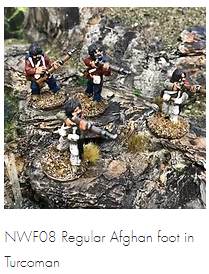 NWF08 Regular Afghan foot in
Turcoman